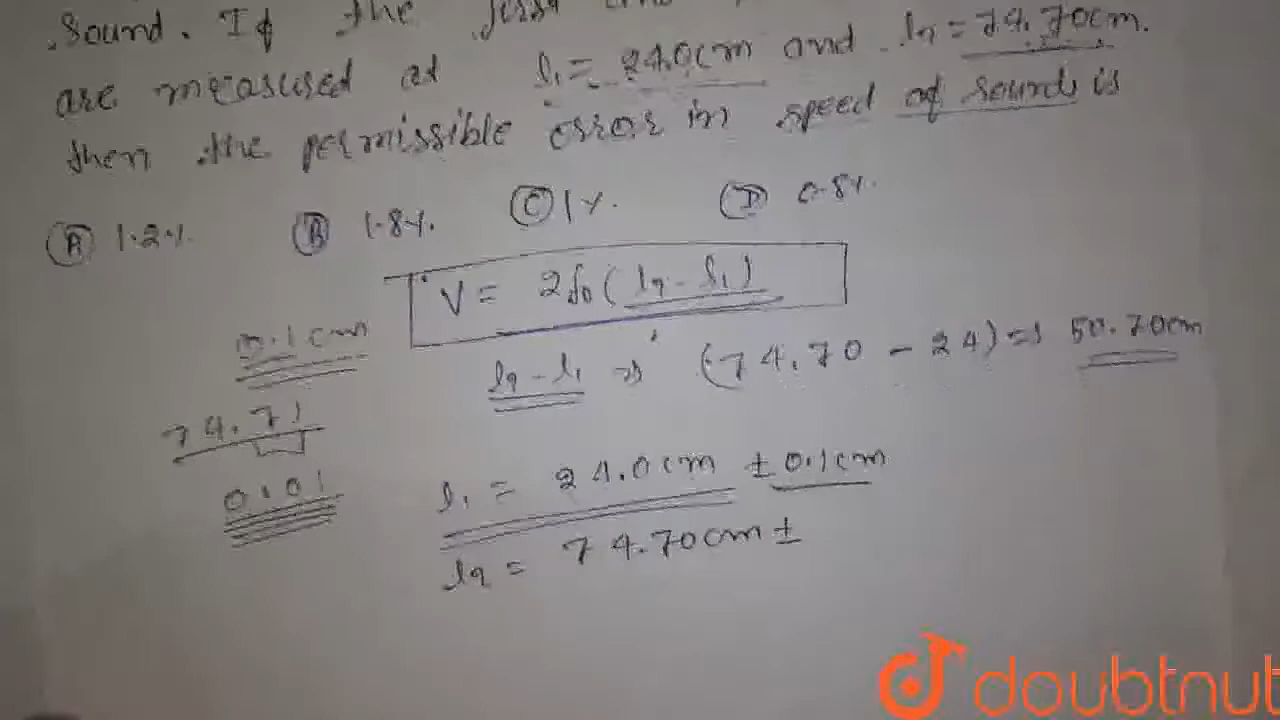 Sound. If the first
are measured at l₁ = 24.0cm and l₂ = 74.70cm.
then the permissible error in speed of sound is
(A) 1.2%. (B) 1.8%. (C) 1%. (D) 0.8%.
V = 2f₀(l₂ - l₁)
0.1cm
l₂ - l₁ ⇒ (74.70 - 24) ⇒ 50.70cm
74.71
0.01
l₁ = 24.0cm ± 0.1cm
l₂ = 74.70cm ±
doubtnut